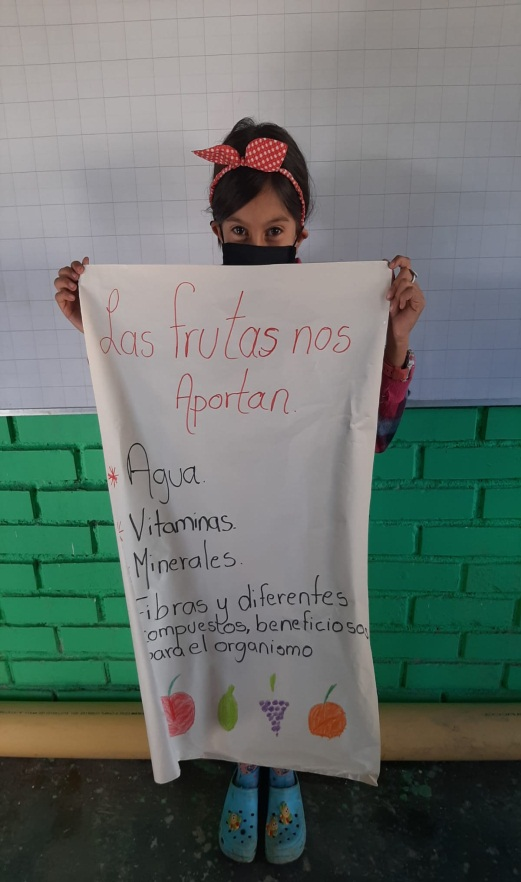 Las frutas nos
Aportan.
* Agua.
* Vitaminas.
Minerales.
Fibras y diferentes
compuestos, beneficiosos
para el organismo